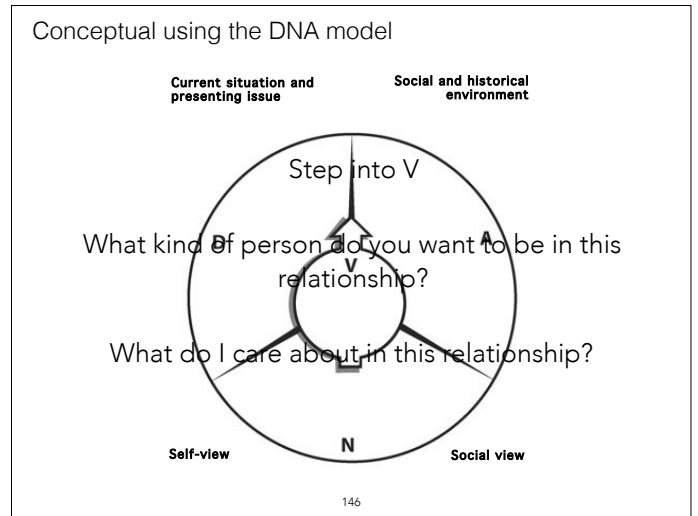 Conceptual using the DNA model
Current situation and
presenting issue
Social and historical
environment
Step into V
D
A
What kind of person do you want to be in this
relationship?
V
What do I care about in this relationship?
N
Self-view
Social view
146